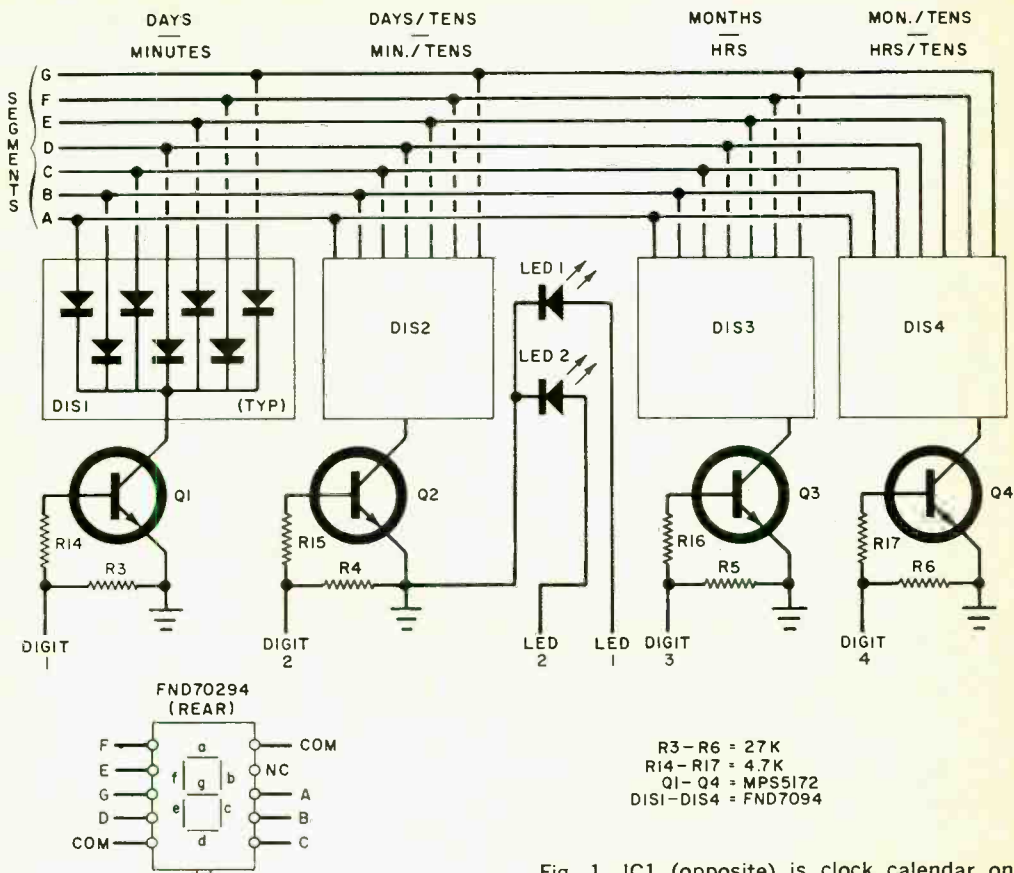 DAYS
MINUTES
DAYS/TENS
MIN./TENS
MONTHS
HRS
MON./TENS
HRS/TENS
SEGMENTS
G
F
E
D
C
B
A
DIS1
(TYP)
DIS2
LED 1
LED 2
DIS3
DIS4
Q1
Q2
Q3
Q4
R14
R3
R15
R4
R16
R5
R17
R6
DIGIT
1
DIGIT
2
LED
2
LED
1
DIGIT
3
DIGIT
4
FND70294
(REAR)
F
E
G
D
COM
a
f
b
g
e
c
d
COM
NC
A
B
C
R3-R6 = 27K
R14-R17 = 4.7K
Q1-Q4 = MPS5172
DIS1-DIS4 = FND7094
Fig. 1. IC1 (opposite) is clock calendar on